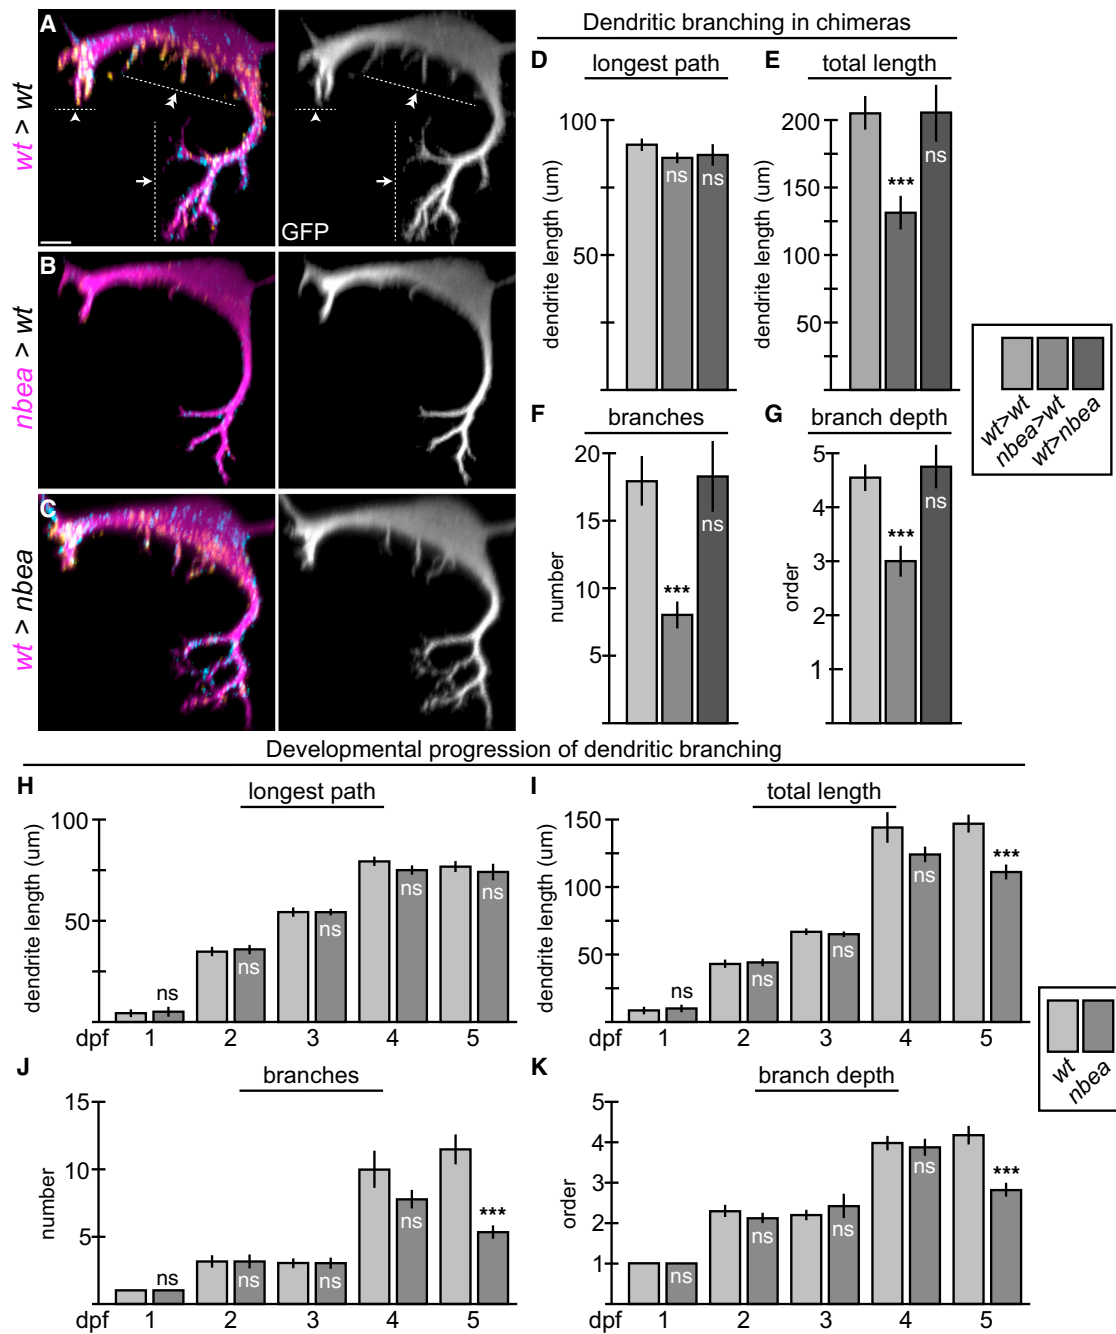 A
wt > wt
GFP
B
nbea > wt
C
wt > nbea
Dendritic branching in chimeras
D
longest path
dendrite length (um)
100
50
ns
ns
E
total length
dendrite length (um)
200
150
100
50
***
ns
F
branches
number
20
15
10
5
***
ns
G
branch depth
order
5
4
3
2
1
***
ns
wt>wt
nbea>wt
wt>nbea
Developmental progression of dendritic branching
H
longest path
dendrite length (um)
100
50
ns
ns
ns
ns
ns
dpf 1 2 3 4 5
I
total length
dendrite length (um)
150
100
50
ns
ns
ns
ns
***
1 2 3 4 5
J
branches
number
15
10
5
ns
ns
ns
ns
***
dpf 1 2 3 4 5
K
branch depth
order
5
4
3
2
1
ns
ns
ns
ns
***
dpf 1 2 3 4 5
wt
nbea